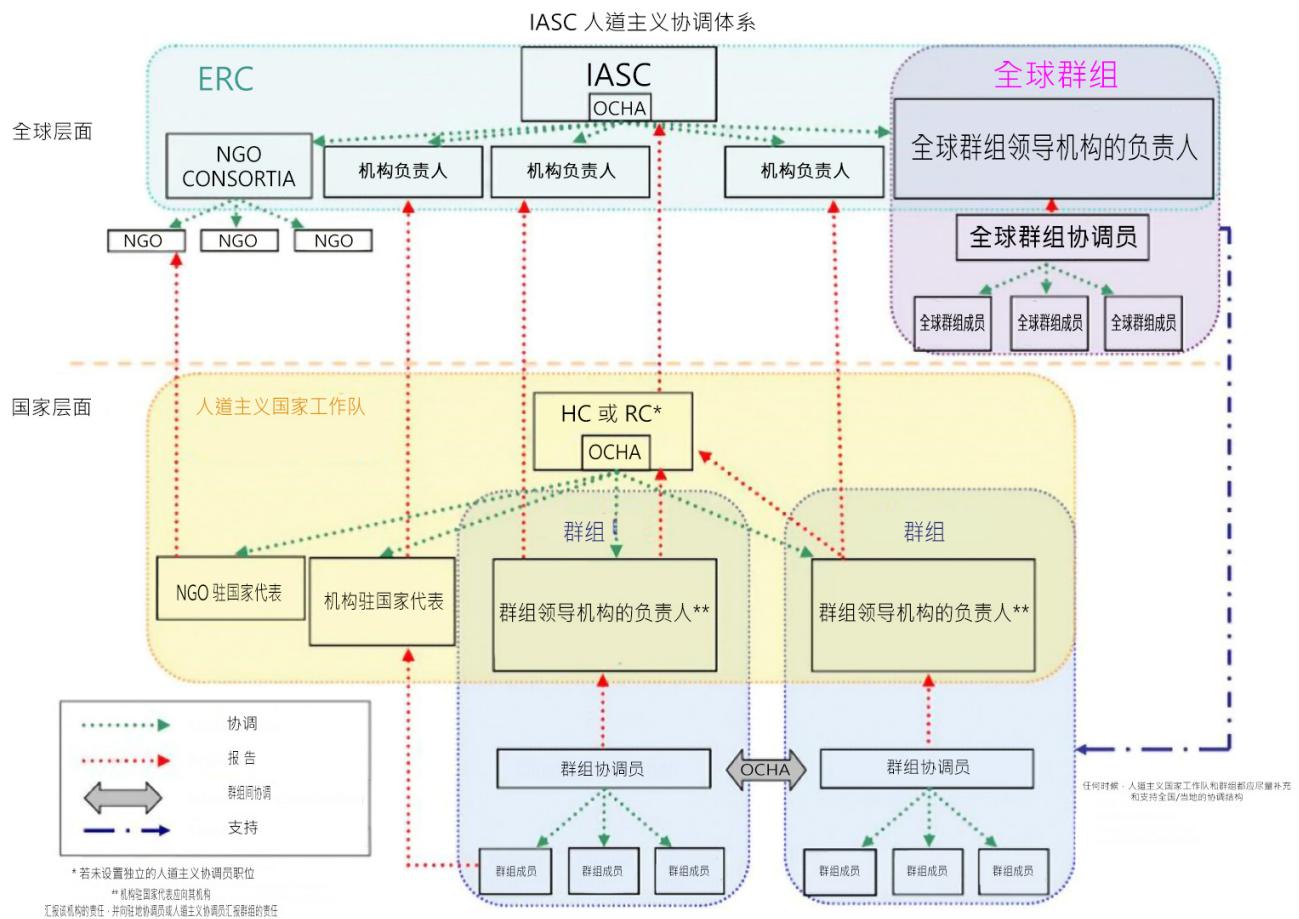 IASC 人道主义协调体系
ERC
IASC
OCHA
全球群组
全球层面
NGO
CONSORTIA
机构负责人
机构负责人
机构负责人
全球群组领导机构的负责人
NGO
NGO
NGO
全球群组协调员
全球群组成员
全球群组成员
全球群组成员
国家层面
人道主义国家工作队
HC 或 RC*
OCHA
群组
群组
NGO 驻国家代表
机构驻国家代表
群组领导机构的负责人**
群组领导机构的负责人**
群组协调员
OCHA
群组协调员
群组成员
群组成员
群组成员
群组成员
群组成员
群组成员
协调
报 告
群组间协调
支持
任何时候，人道主义国家工作队和群组都应尽量补充
和支持全国/当地的协调结构
* 若未设置独立的人道主义协调员职位
** 机构驻国家代表应向其机构
汇报该机构的责任，并向驻地协调员或人道主义协调员汇报群组的责任